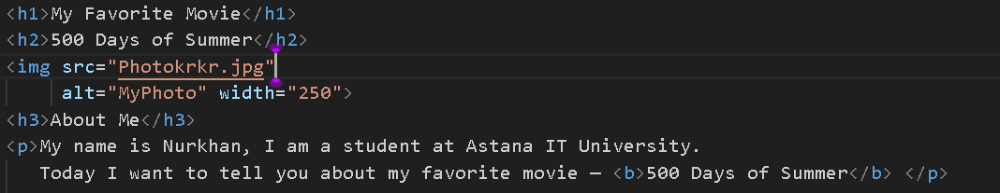 <h1>My Favorite Movie</h1>
<h2>500 Days of Summer</h2>
<img src="Photokrkr.jpg"
alt="MyPhoto" width="250">
<h3>About Me</h3>
<p>My name is Nurkhan, I am a student at Astana IT University.
Today I want to tell you about my favorite movie — <b>500 Days of Summer</b> </p>